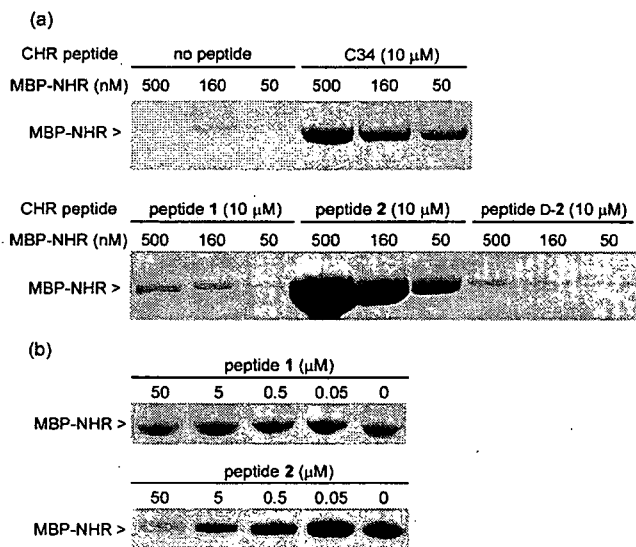 (a)
CHR peptide no peptide C34 (10 µM)
MBP-NHR (nM) 500 160 50 500 160 50
MBP-NHR >
CHR peptide peptide 1 (10 µM) peptide 2 (10 µM) peptide D-2 (10 µM)
MBP-NHR (nM) 500 160 50 500 160 50 500 160 50
MBP-NHR >
(b)
peptide 1 (µM)
50 5 0.5 0.05 0
MBP-NHR >
peptide 2 (µM)
50 5 0.5 0.05 0
MBP-NHR >